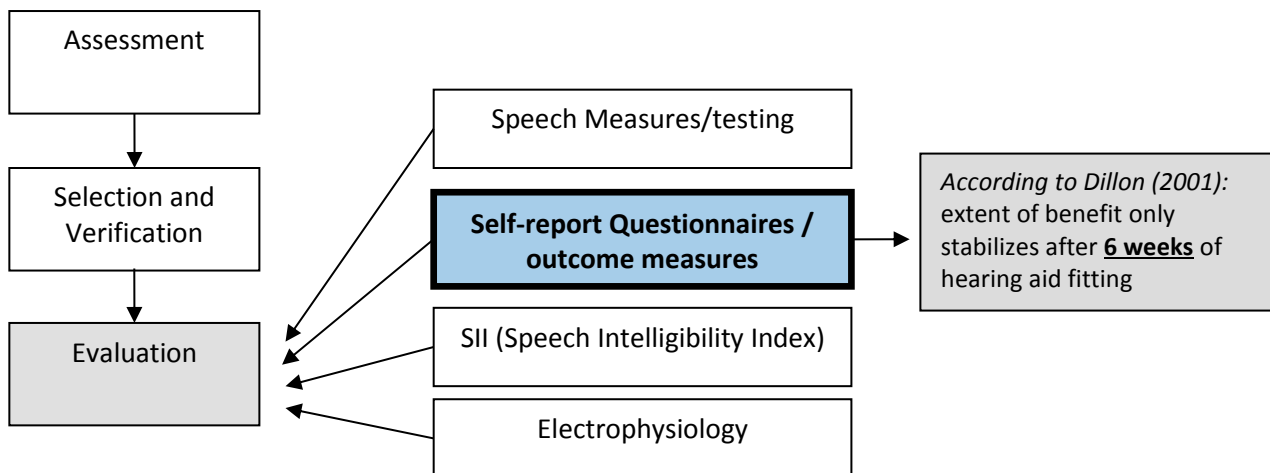 Assessment
Selection and
Verification
Evaluation
Speech Measures/testing
Self-report Questionnaires /
outcome measures
SII (Speech Intelligibility Index)
Electrophysiology
According to Dillon (2001):
extent of benefit only
stabilizes after 6 weeks of
hearing aid fitting